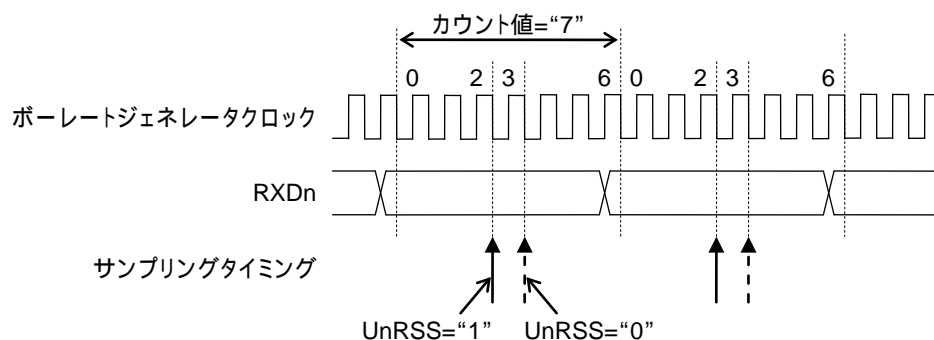 カウント値=“7”
0 2 3 6 0 2 3 6
ボーレートジェネレータクロック
RXDn
サンプリングタイミング
UnRSS=“1” UnRSS=“0”